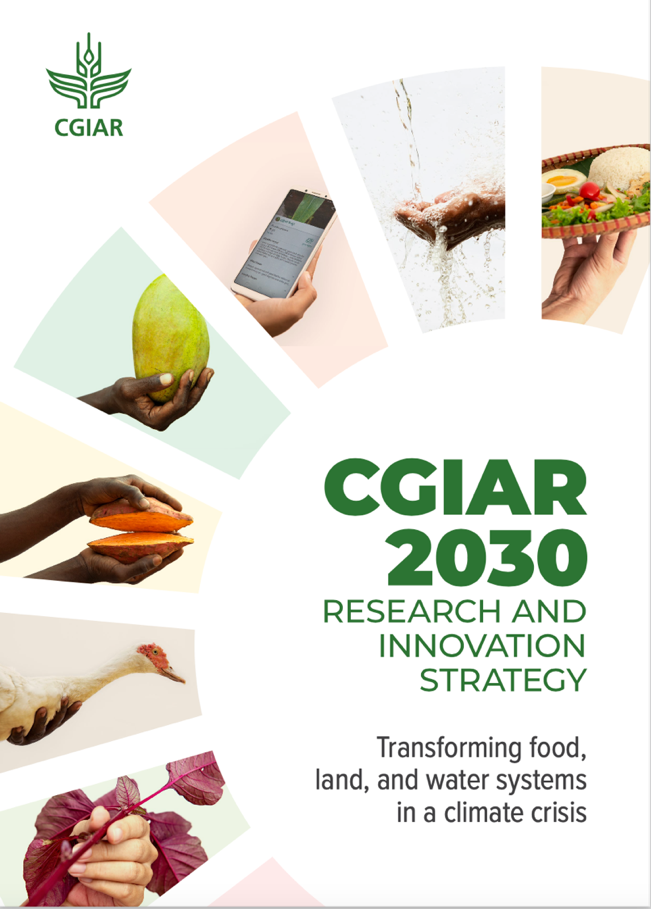 CGIAR
CGIAR
2030
RESEARCH AND
INNOVATION
STRATEGY
Transforming food,
land, and water systems
in a climate crisis